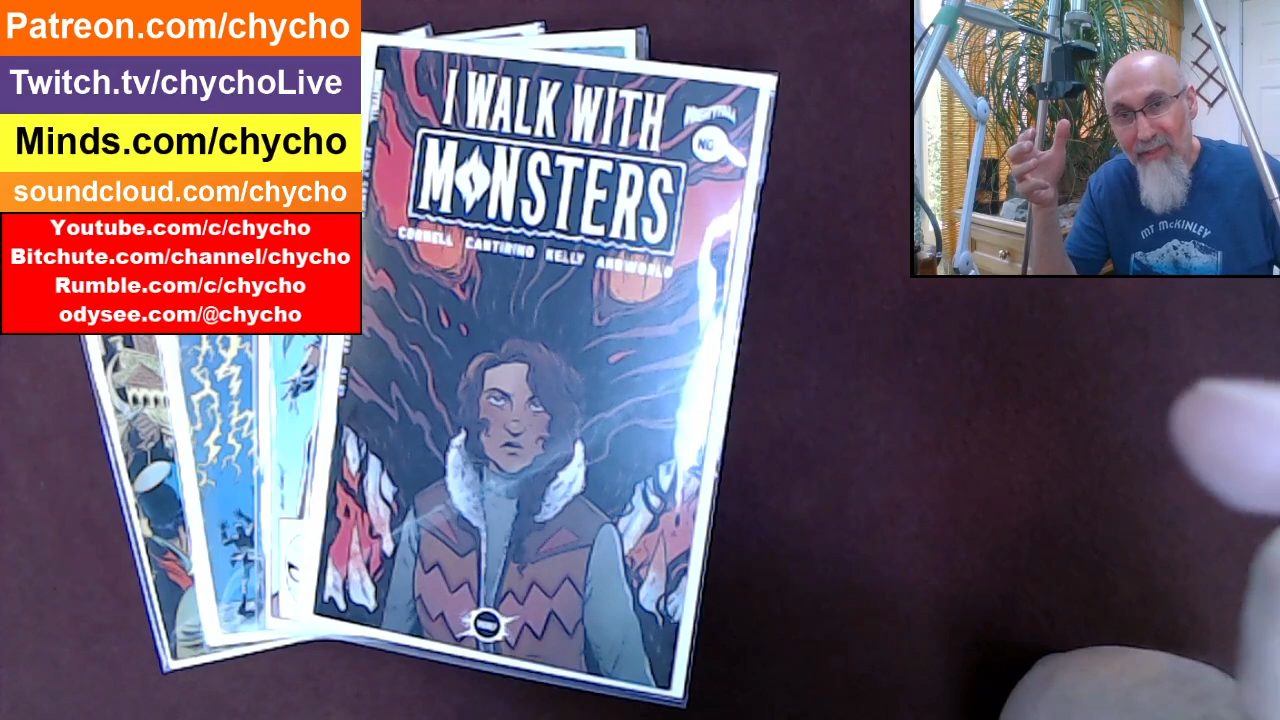 Patreon.com/chycho
Twitch.tv/chychoLive
Minds.com/chycho
soundcloud.com/chycho
Youtube.com/c/chycho
Bitchute.com/channel/chycho
Rumble.com/c/chycho
odysee.com/@chycho
I WALK WITH
MONSTERS
NO
CORNELL CANTIRINO KELLY ANDWORLD
MT McKINLEY